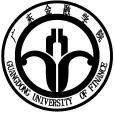 广东金融学院
GUANGDONG UNIVERSITY OF FINANCE